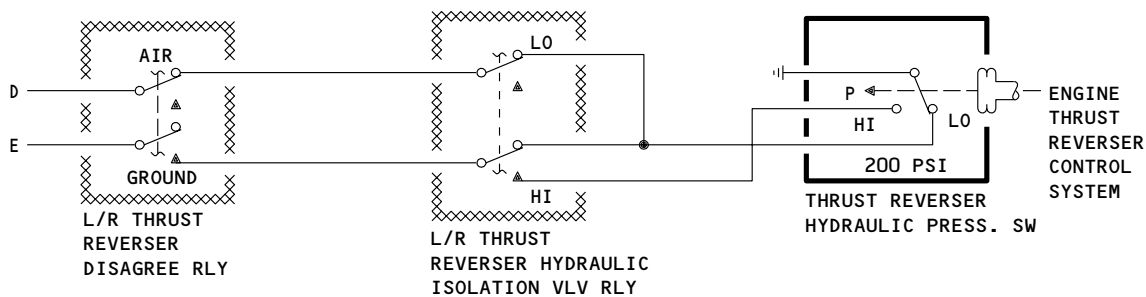 D
E
AIR
GROUND
L/R THRUST
REVERSER
DISAGREE RLY
LO
HI
L/R THRUST
REVERSER HYDRAULIC
ISOLATION VLV RLY
P
HI
LO
200 PSI
THRUST REVERSER
HYDRAULIC PRESS. SW
ENGINE
THRUST
REVERSER
CONTROL
SYSTEM